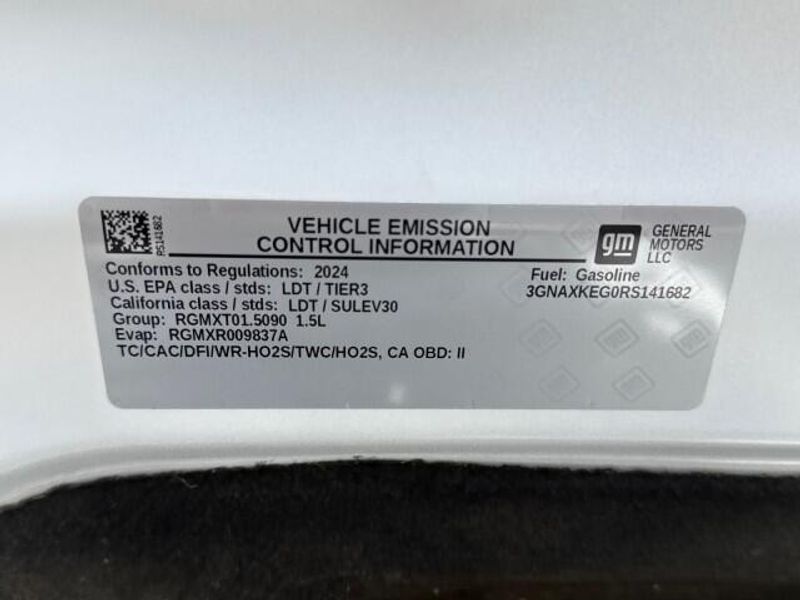 RS141682
VEHICLE EMISSION
CONTROL INFORMATION
gm
GENERAL
MOTORS
LLC
Conforms to Regulations: 2024
U.S. EPA class / stds: LDT / TIER3
California class / stds: LDT / SULEV30
Group: RGMXT01.5090 1.5L
Evap: RGMXR009837A
TC/CAC/DFI/WR-HO2S/TWC/HO2S, CA OBD: II
Fuel: Gasoline
3GNAXKEG0RS141682